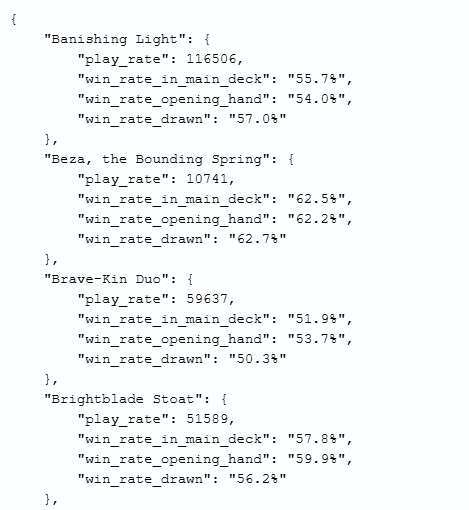 {
    "Banishing Light": {
        "play_rate": 116506,
        "win_rate_in_main_deck": "55.7%",
        "win_rate_opening_hand": "54.0%",
        "win_rate_drawn": "57.0%"
    },
    "Beza, the Bounding Spring": {
        "play_rate": 10741,
        "win_rate_in_main_deck": "62.5%",
        "win_rate_opening_hand": "62.2%",
        "win_rate_drawn": "62.7%"
    },
    "Brave-Kin Duo": {
        "play_rate": 59637,
        "win_rate_in_main_deck": "51.9%",
        "win_rate_opening_hand": "53.7%",
        "win_rate_drawn": "50.3%"
    },
    "Brightblade Stoat": {
        "play_rate": 51589,
        "win_rate_in_main_deck": "57.8%",
        "win_rate_opening_hand": "59.9%",
        "win_rate_drawn": "56.2%"
    },